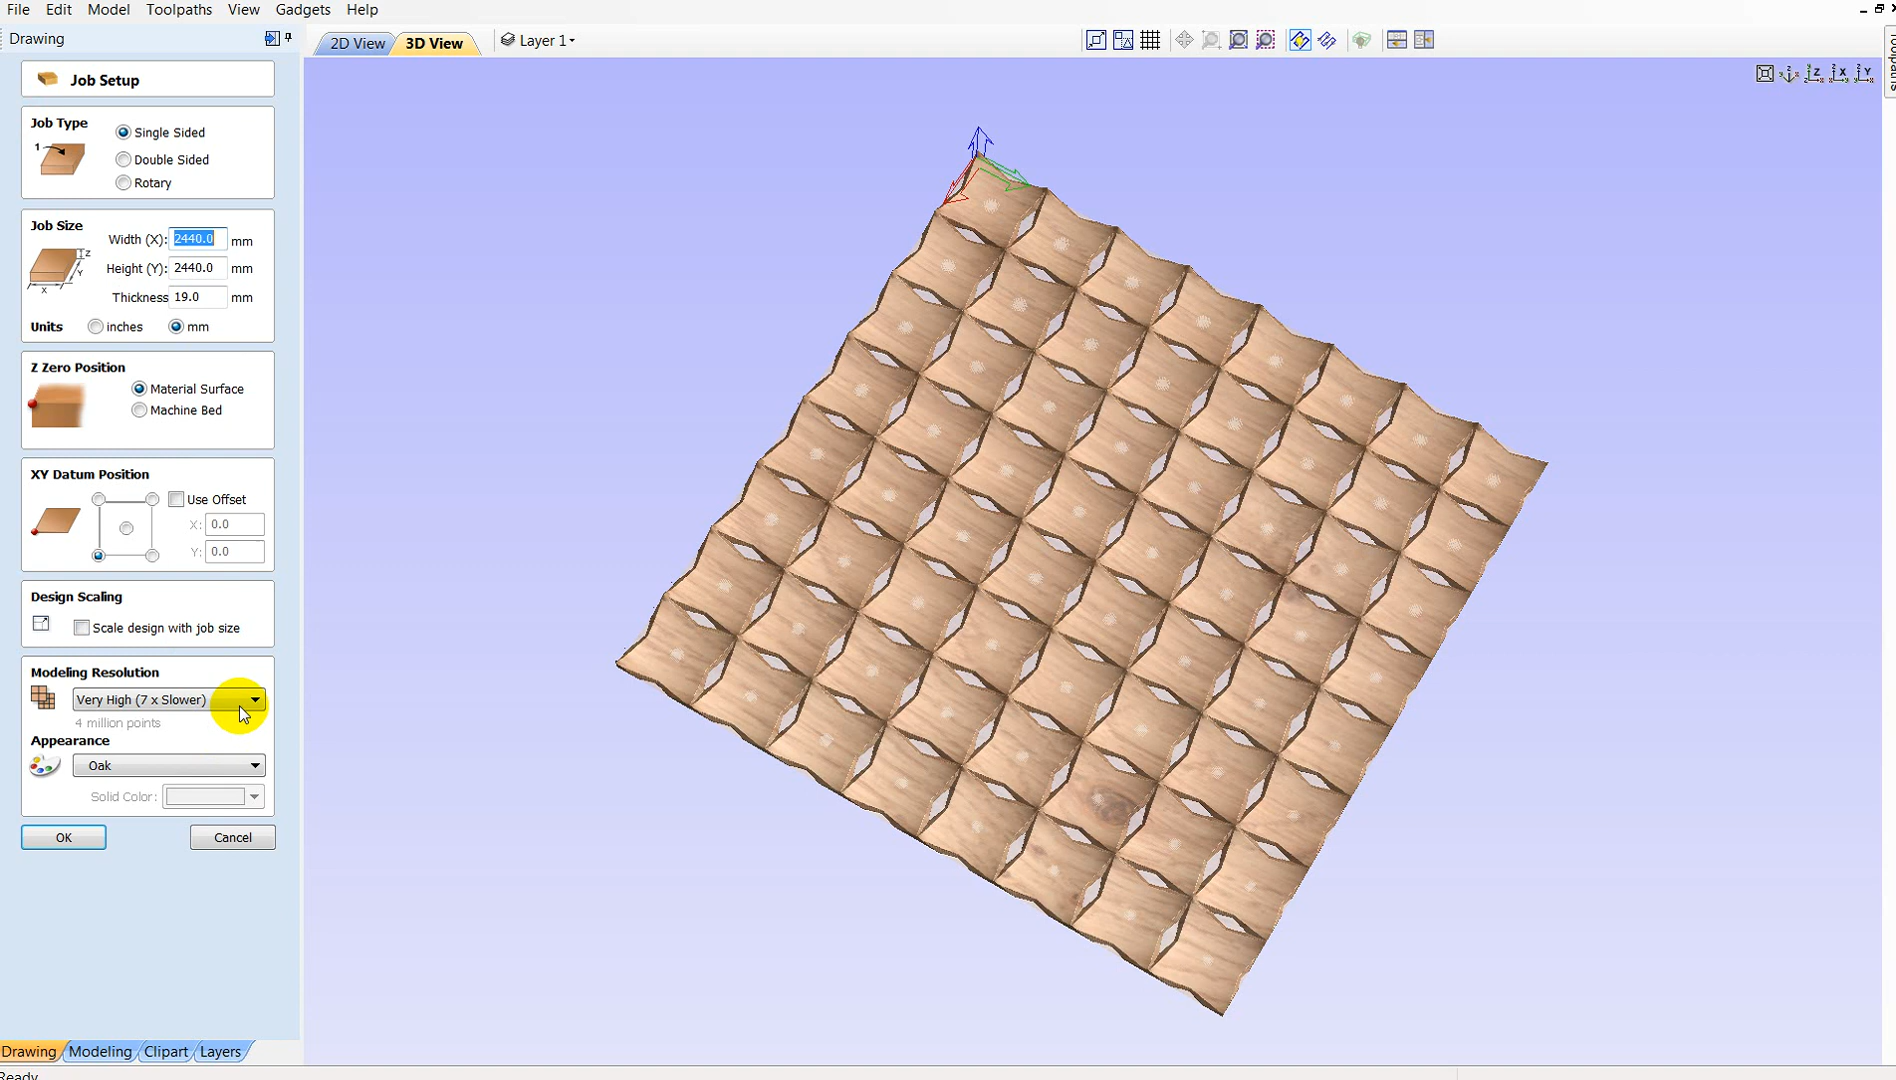 File Edit Model Toolpaths View Gadgets Help
Drawing
2D View 3D View Layer 1
Job Setup
Job Type
1
Single Sided
Double Sided
Rotary
Job Size
Width (X): 2440.0 mm
Height (Y): 2440.0 mm
Thickness 19.0 mm
Z
Y
X
Units inches mm
Z Zero Position
Material Surface
Machine Bed
XY Datum Position
Use Offset
X: 0.0
Y: 0.0
Design Scaling
Scale design with job size
Modeling Resolution
Very High (7 x Slower)
4 million points
Appearance
Oak
Solid Color:
OK Cancel
Drawing Modeling Clipart Layers
Ready
Toolpaths